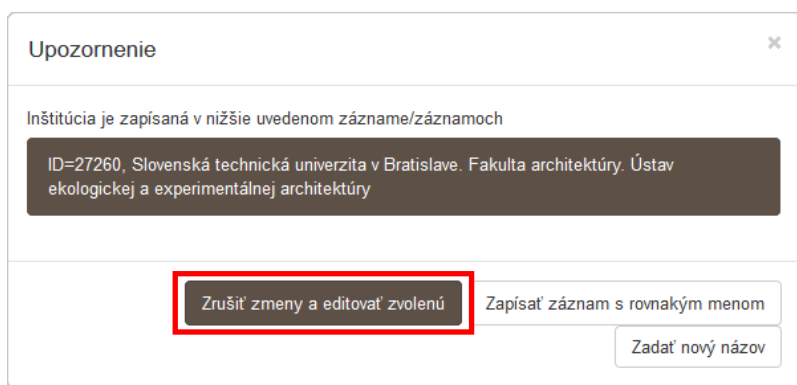 Upozornenie
×
Inštitúcia je zapísaná v nižšie uvedenom zázname/záznamoch
ID=27260, Slovenská technická univerzita v Bratislave. Fakulta architektúry. Ústav
ekologickej a experimentálnej architektúry
Zrušiť zmeny a editovať zvolenú
Zapísať záznam s rovnakým menom
Zadať nový názov